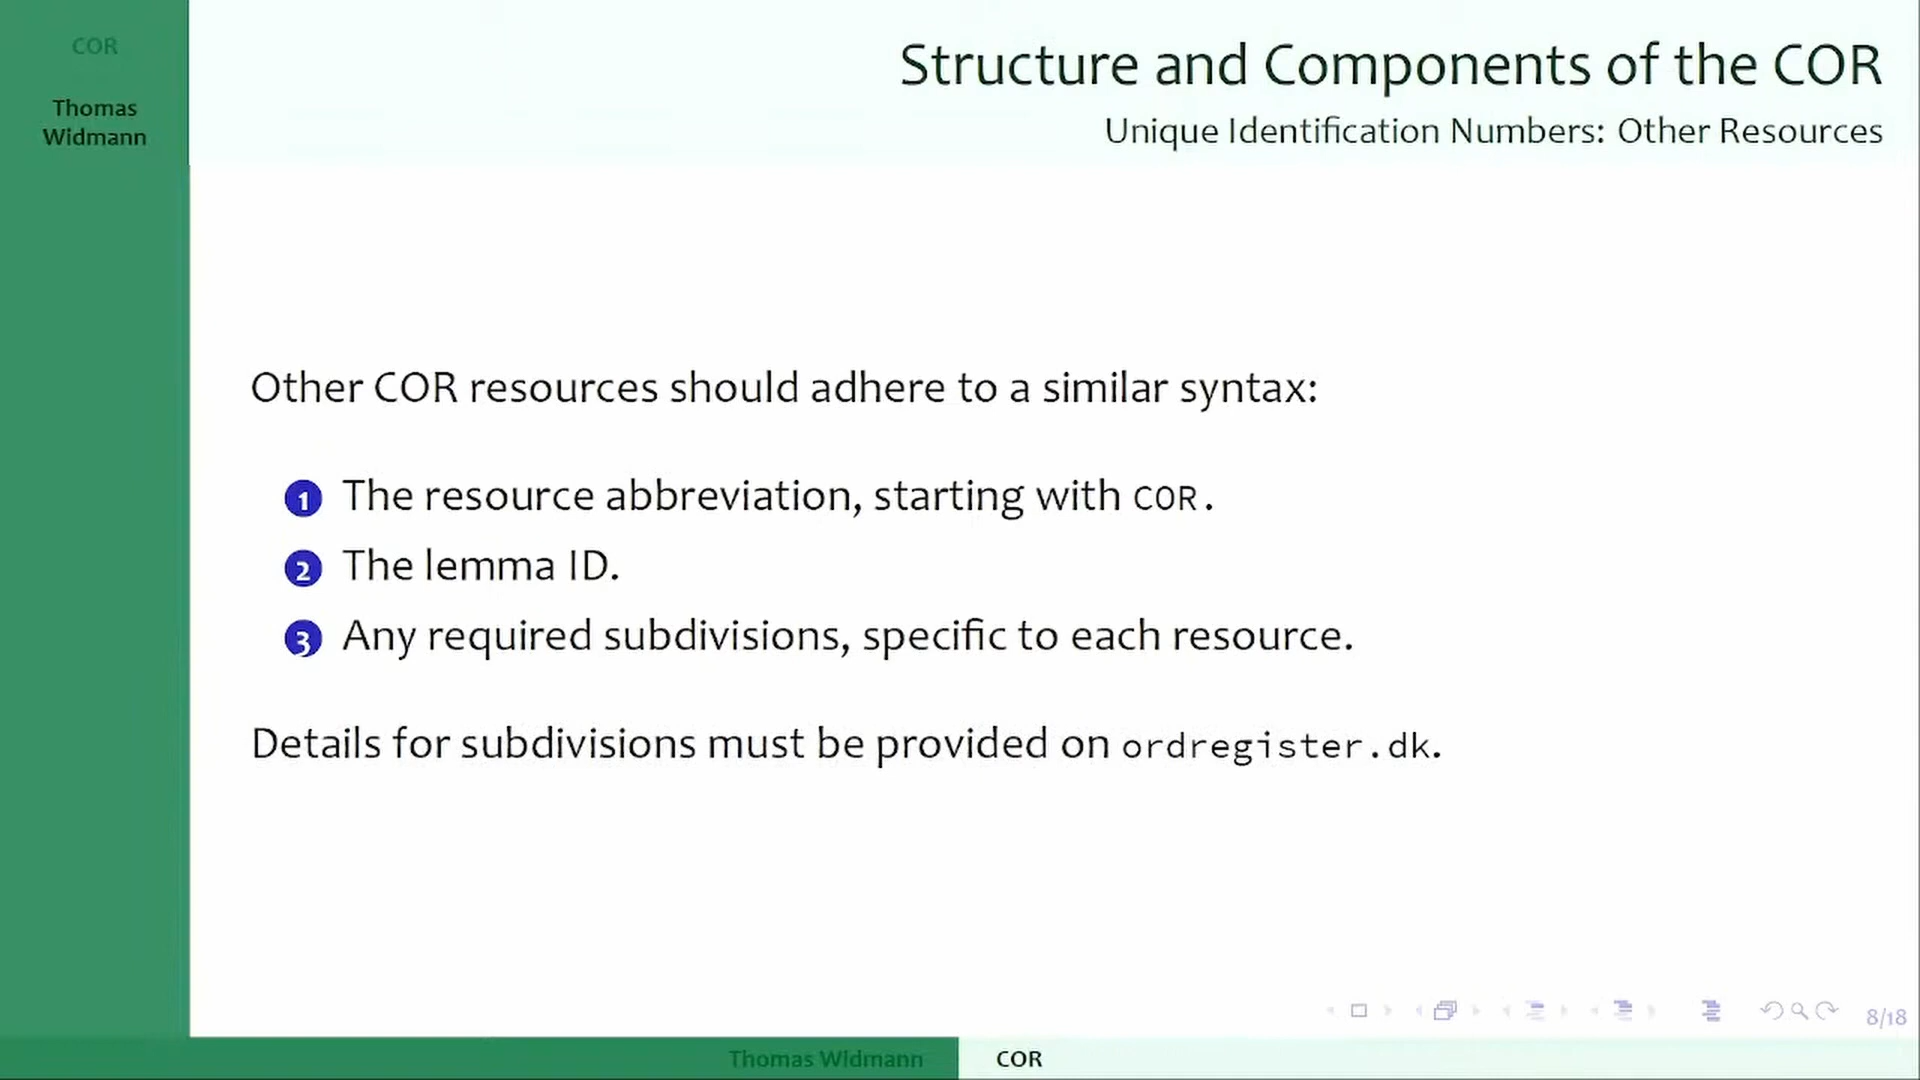 COR
Thomas
Widmann
Structure and Components of the COR
Unique Identification Numbers: Other Resources
Other COR resources should adhere to a similar syntax:
1 The resource abbreviation, starting with COR.
2 The lemma ID.
3 Any required subdivisions, specific to each resource.
Details for subdivisions must be provided on ordregister.dk.
8/18
Thomas Widmann COR